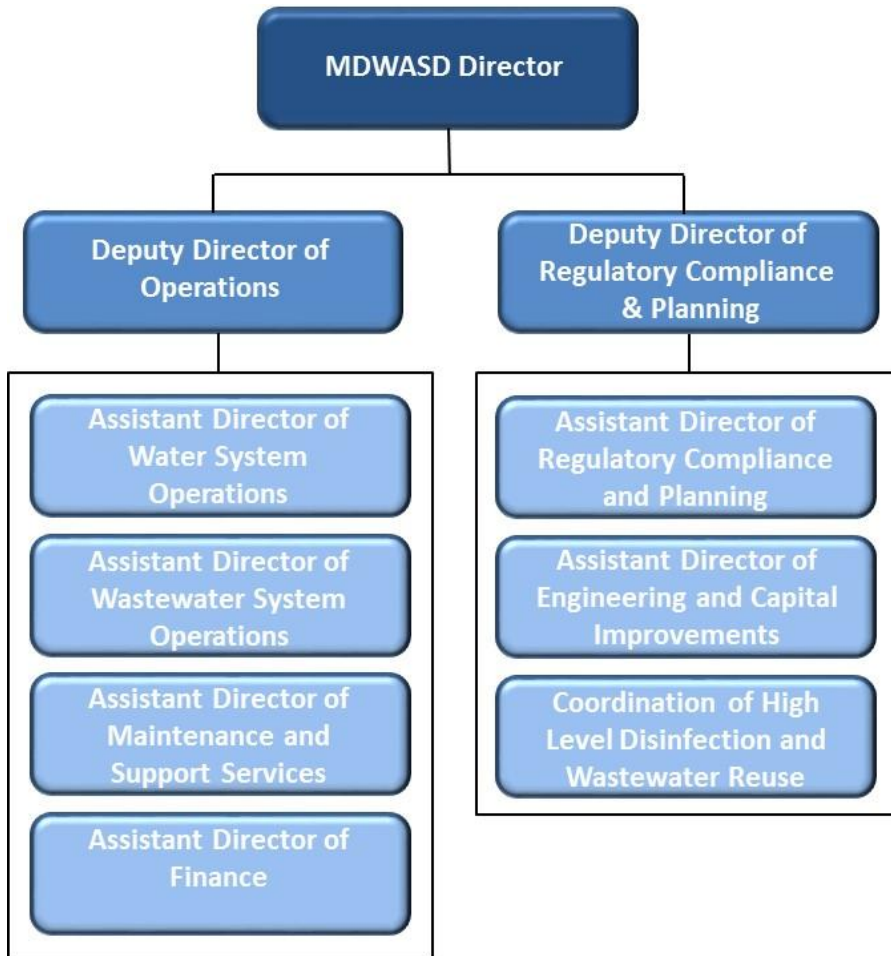 MDWASD Director
Deputy Director of
Operations
Deputy Director of
Regulatory Compliance
& Planning
Assistant Director of
Water System
Operations
Assistant Director of
Wastewater System
Operations
Assistant Director of
Maintenance and
Support Services
Assistant Director of
Finance
Assistant Director of
Regulatory Compliance
and Planning
Assistant Director of
Engineering and Capital
Improvements
Coordination of High
Level Disinfection and
Wastewater Reuse